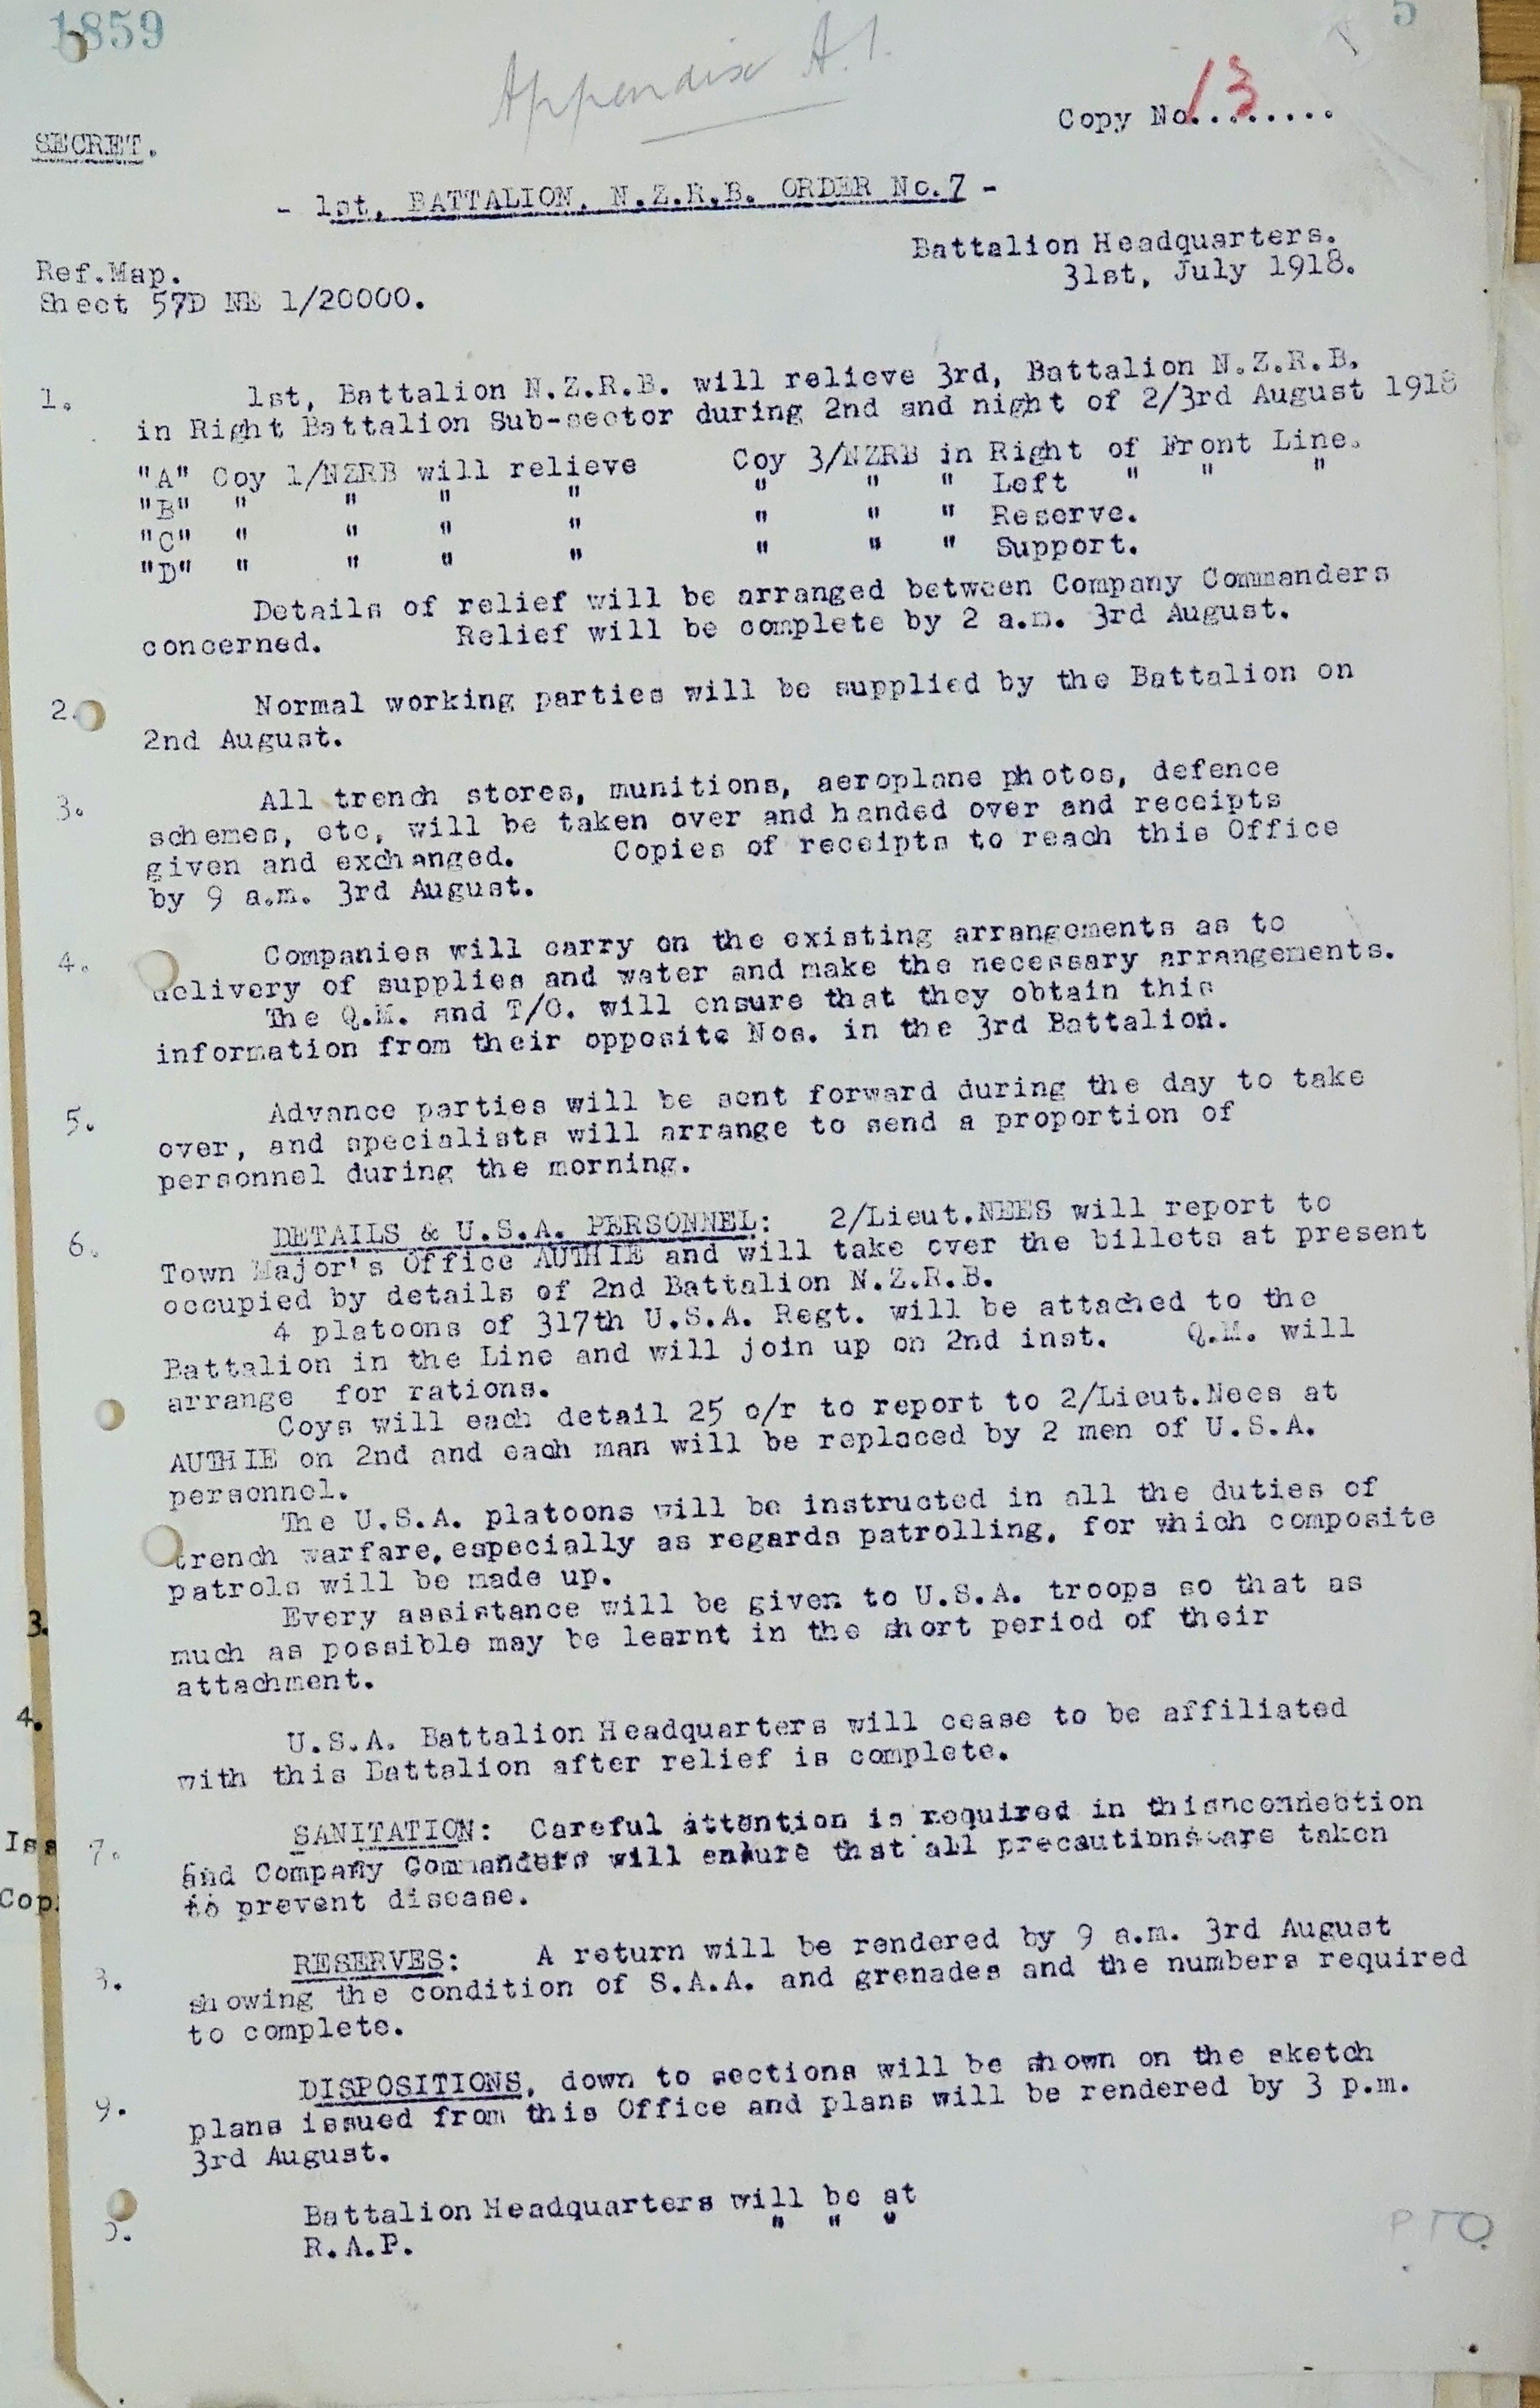 1859
5
Appendix A.1.
Copy No. 13........
SECRET.
- 1st, BATTALION, N.Z.R.B. ORDER No.7 -
Battalion Headquarters.
31st, July 1918.
Ref.Map.
Sheet 57D NE 1/20000.
1. 1st, Battalion N.Z.R.B. will relieve 3rd, Battalion N.Z.R.B.
in Right Battalion Sub-sector during 2nd and night of 2/3rd August 1918
"A" Coy 1/NZRB will relieve Coy 3/NZRB in Right of Front Line.
"B" " " " " " " " Left " " "
"C" " " " " " " " Reserve.
"D" " " " " " " " Support.
Details of relief will be arranged between Company Commanders
concerned. Relief will be complete by 2 a.m. 3rd August.
2. Normal working parties will be supplied by the Battalion on
2nd August.
3. All trench stores, munitions, aeroplane photos, defence
schemes, etc, will be taken over and handed over and receipts
given and exchanged. Copies of receipts to reach this Office
by 9 a.m. 3rd August.
4. Companies will carry on the existing arrangements as to
delivery of supplies and water and make the necessary arrangements.
The Q.M. and T/O. will ensure that they obtain this
information from their opposite Nos. in the 3rd Battalion.
5. Advance parties will be sent forward during the day to take
over, and specialists will arrange to send a proportion of
personnel during the morning.
6. DETAILS & U.S.A. PERSONNEL: 2/Lieut.NEES will report to
Town Major's Office AUTHIE and will take over the billets at present
occupied by details of 2nd Battalion N.Z.R.B.
4 platoons of 317th U.S.A. Regt. will be attached to the
Battalion in the Line and will join up on 2nd inst. Q.M. will
arrange for rations.
Coys will each detail 25 o/r to report to 2/Lieut.Nees at
AUTHIE on 2nd and each man will be replaced by 2 men of U.S.A.
personnel.
The U.S.A. platoons will be instructed in all the duties of
trench warfare, especially as regards patrolling, for which composite
patrols will be made up.
Every assistance will be given to U.S.A. troops so that as
much as possible may be learnt in the short period of their
attachment.
U.S.A. Battalion Headquarters will cease to be affiliated
with this Battalion after relief is complete.
7. SANITATION: Careful attention is required in this connection
and Company Commanders will ensure that all precautions are taken
to prevent disease.
8. RESERVES: A return will be rendered by 9 a.m. 3rd August
showing the condition of S.A.A. and grenades and the numbers required
to complete.
9. DISPOSITIONS, down to sections will be shown on the sketch
plans issued from this Office and plans will be rendered by 3 p.m.
3rd August.
Battalion Headquarters will be at
R.A.P. " " "
PTO.
3.
4.
Iss
Cop